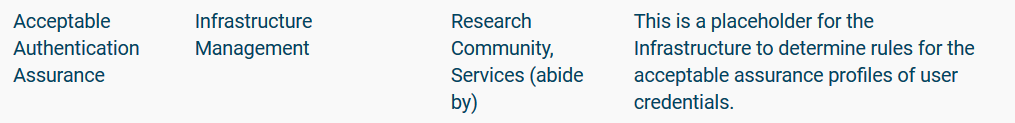 Acceptable Authentication Assurance
Infrastructure Management
Research Community, Services (abide by)
This is a placeholder for the Infrastructure to determine rules for the acceptable assurance profiles of user credentials.